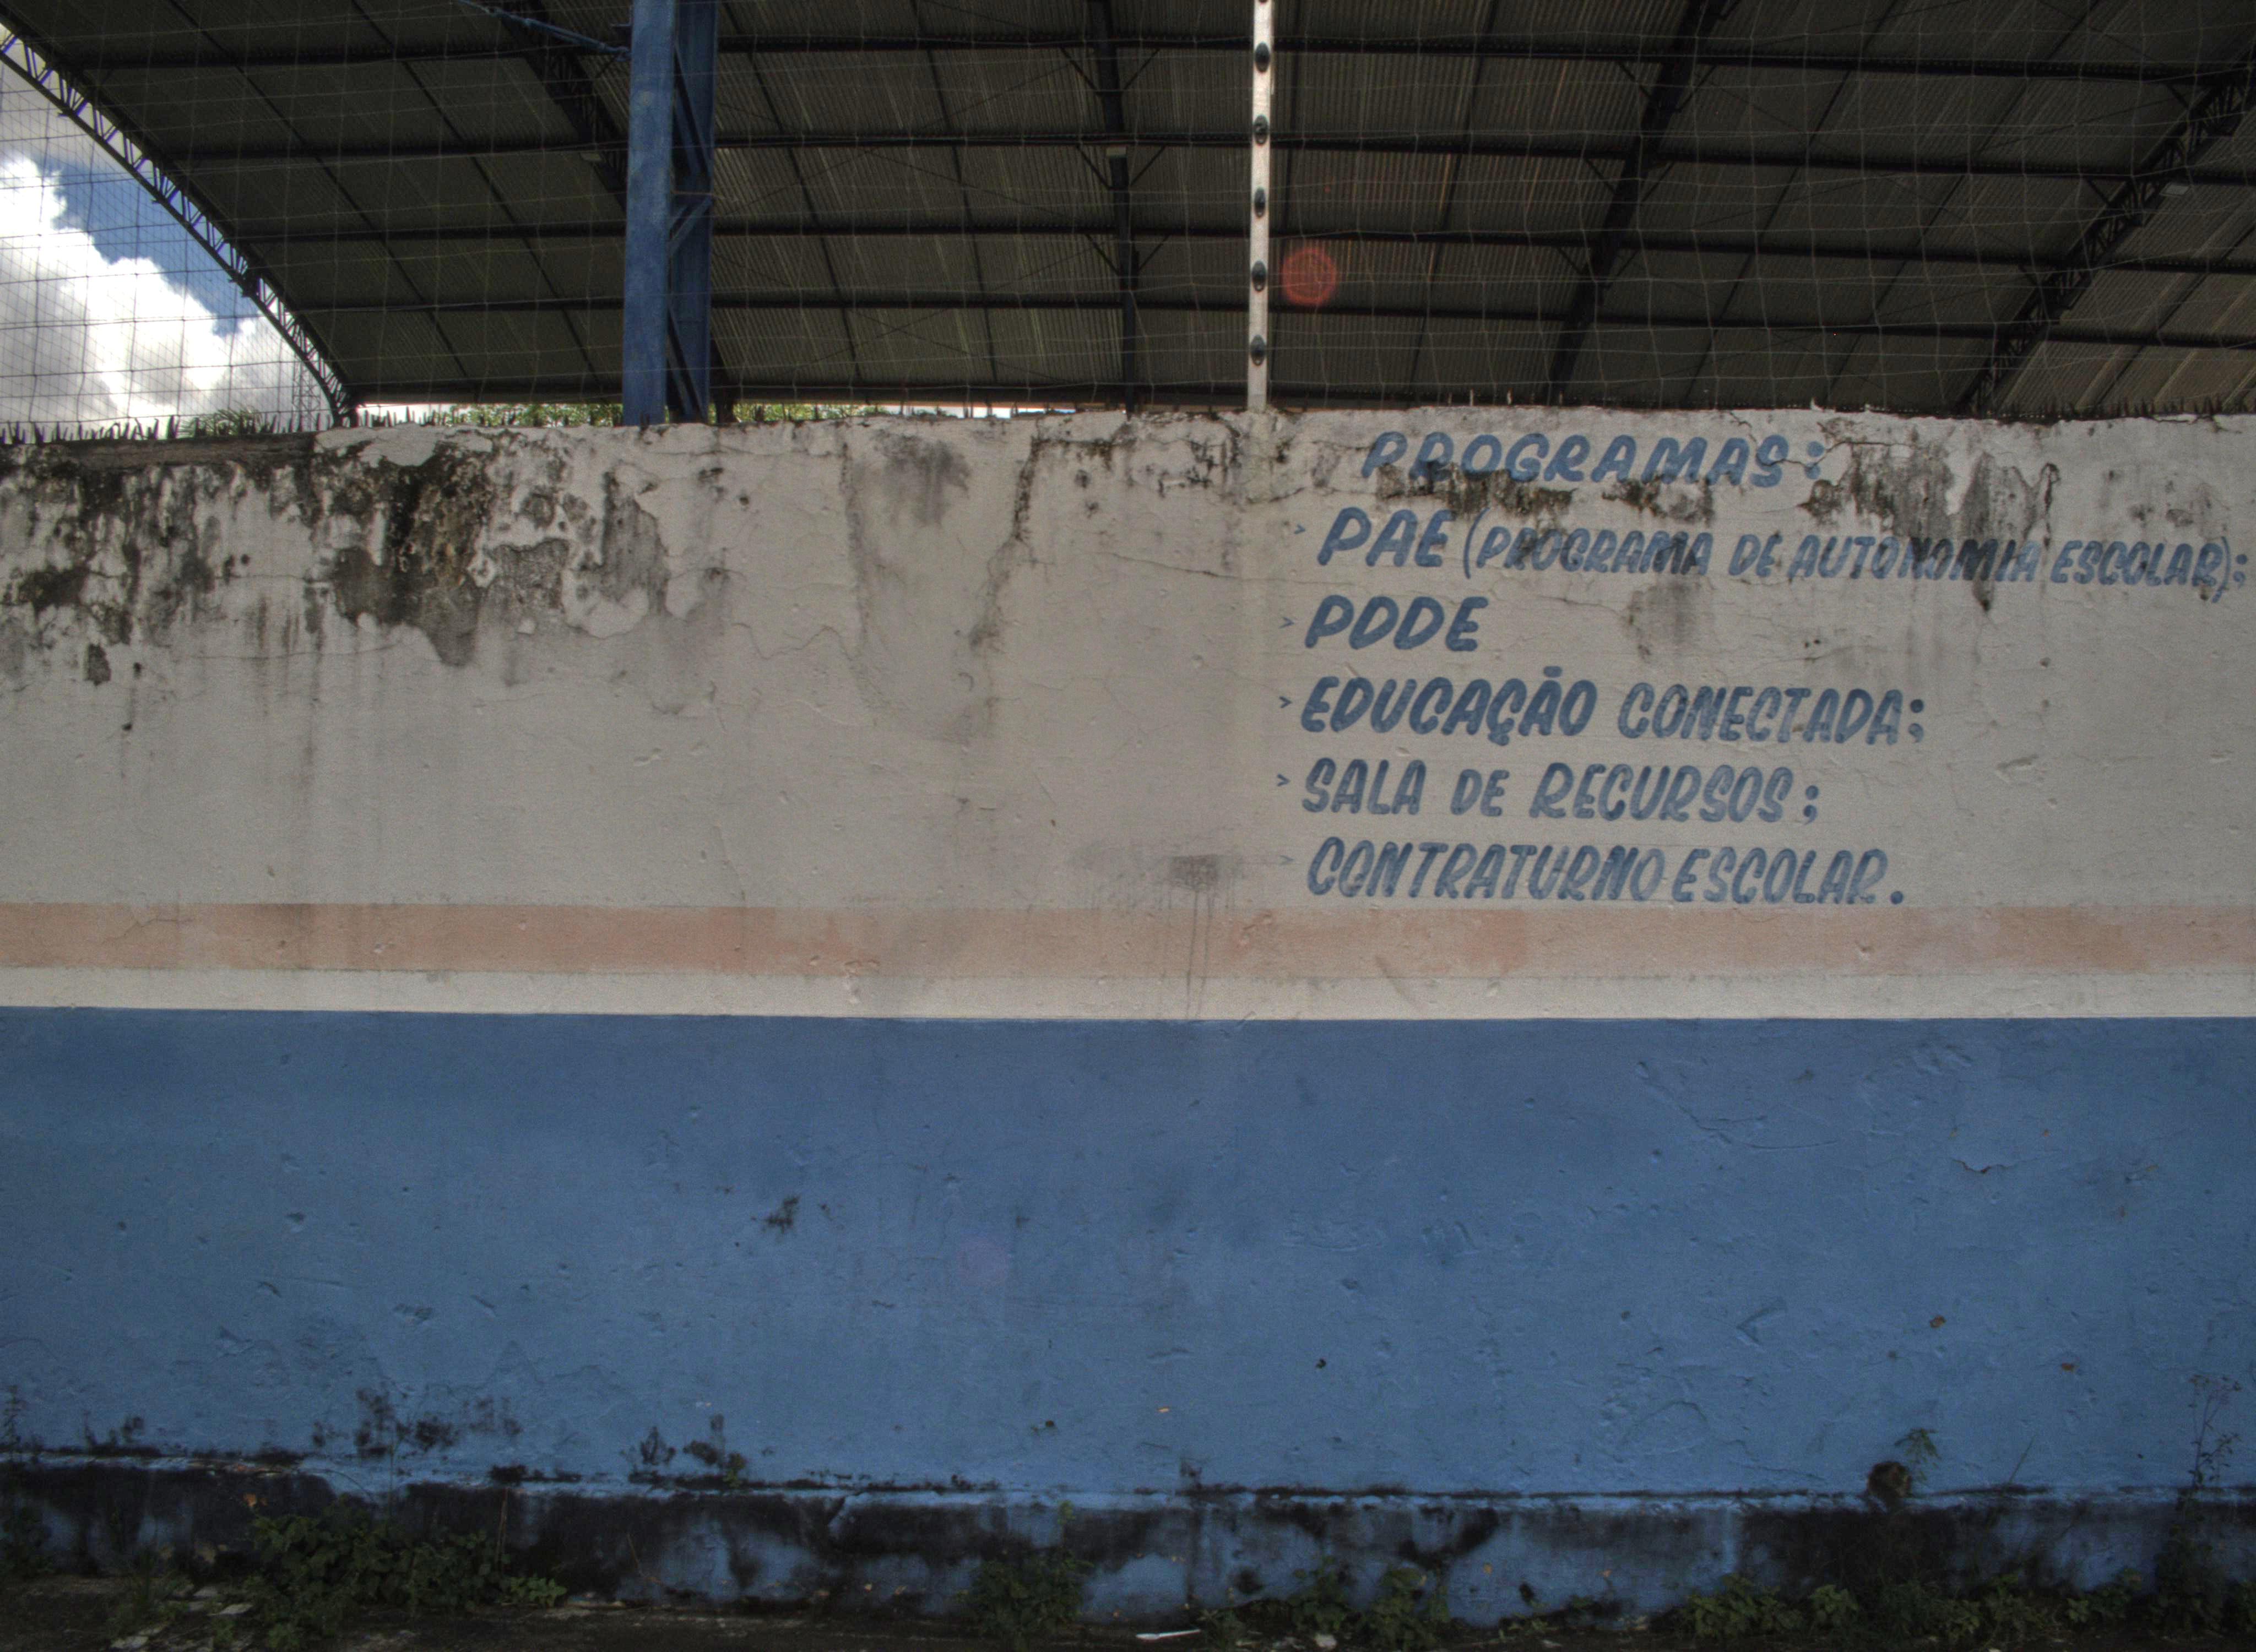 PROGRAMAS:
> PAE (PROGRAMA DE AUTONOMIA ESCOLAR);
> PDDE
> EDUCAÇÃO CONECTADA;
> SALA DE RECURSOS;
> CONTRATURNO ESCOLAR.